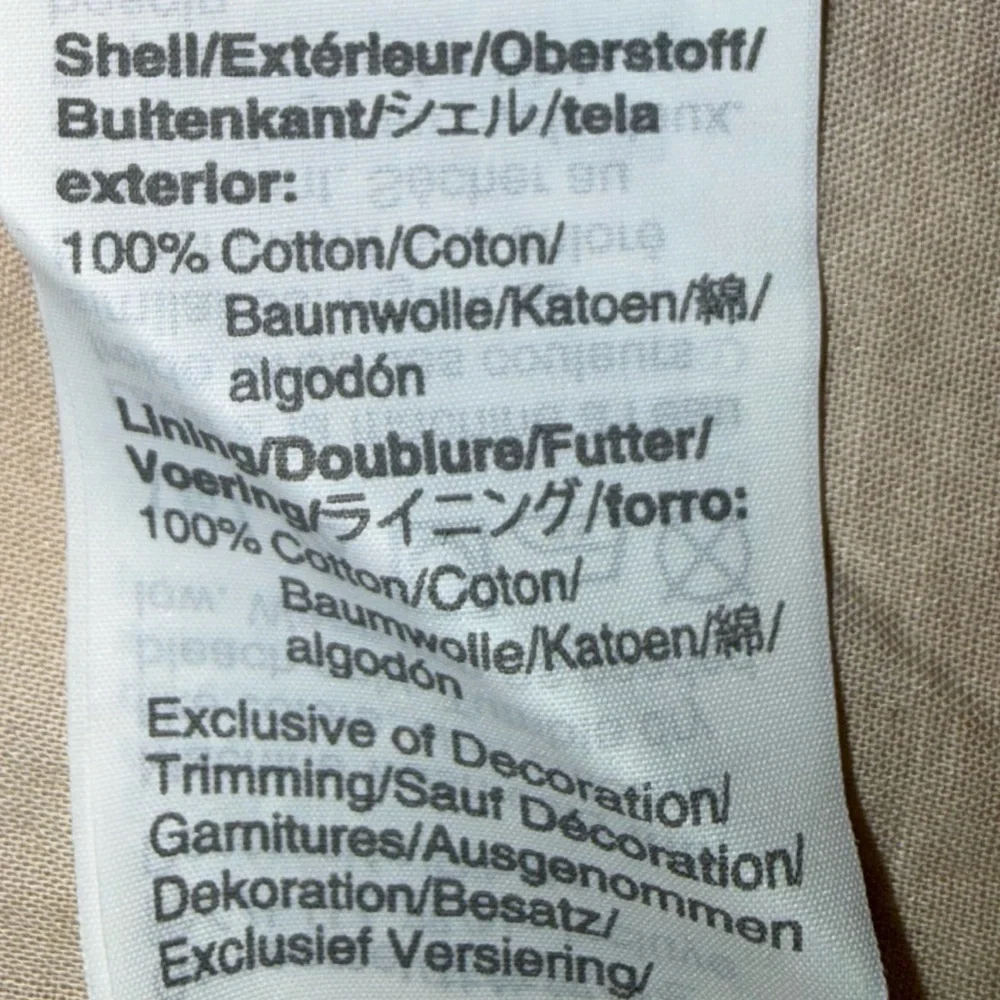 Shell/Extérieur/Oberstoff/
Buitenkant/シェル/tela
exterior:
100% Cotton/Coton/
Baumwolle/Katoen/綿/
algodón
Lining/Doublure/Futter/
Voering/ライニング/forro:
100% Cotton/Coton/
Baumwolle/Katoen/綿/
algodón
Exclusive of Decoration/
Trimming/Sauf Décoration/
Garnitures/Ausgenommen
Dekoration/Besatz/
Exclusief Versiering/